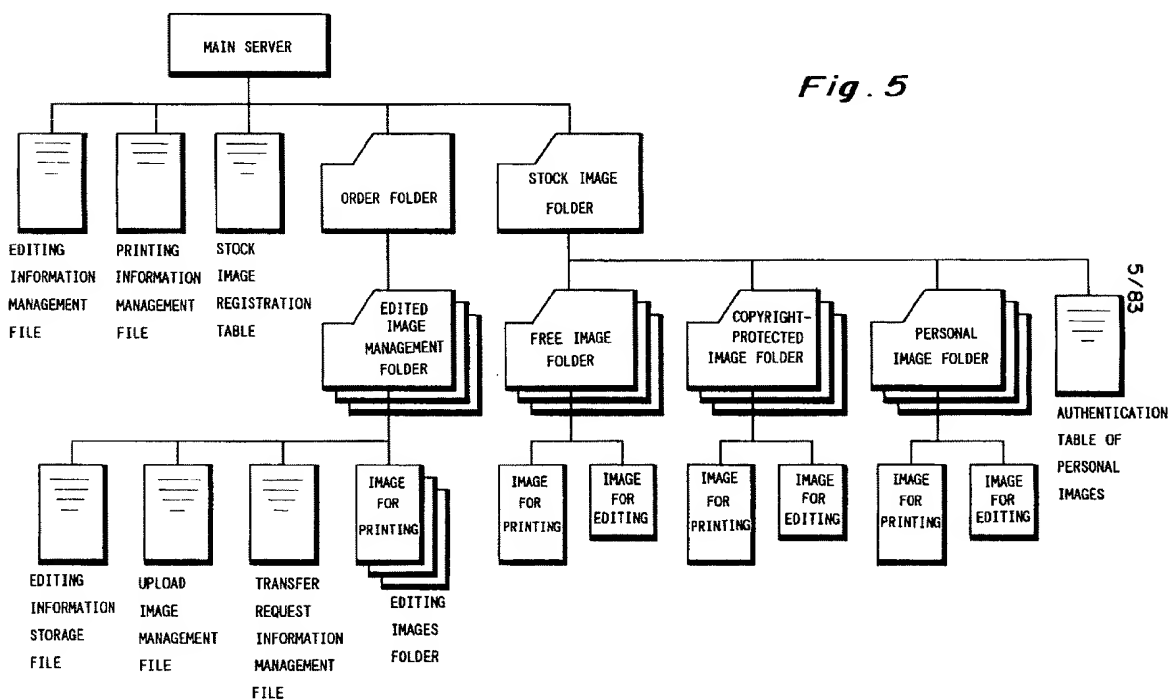 MAIN SERVER
Fig. 5
ORDER FOLDER
STOCK IMAGE
FOLDER
EDITING
INFORMATION
MANAGEMENT
FILE
PRINTING
INFORMATION
MANAGEMENT
FILE
STOCK
IMAGE
REGISTRATION
TABLE
5/83
EDITED
IMAGE
MANAGEMENT
FOLDER
FREE IMAGE
FOLDER
COPYRIGHT-
PROTECTED
IMAGE FOLDER
PERSONAL
IMAGE FOLDER
AUTHENTICATION
TABLE OF
PERSONAL
IMAGES
IMAGE
FOR
PRINTING
IMAGE
FOR
PRINTING
IMAGE
FOR
EDITING
IMAGE
FOR
PRINTING
IMAGE
FOR
EDITING
IMAGE
FOR
PRINTING
IMAGE
FOR
EDITING
EDITING
INFORMATION
STORAGE
FILE
UPLOAD
IMAGE
MANAGEMENT
FILE
TRANSFER
REQUEST
INFORMATION
MANAGEMENT
FILE
EDITING
IMAGES
FOLDER